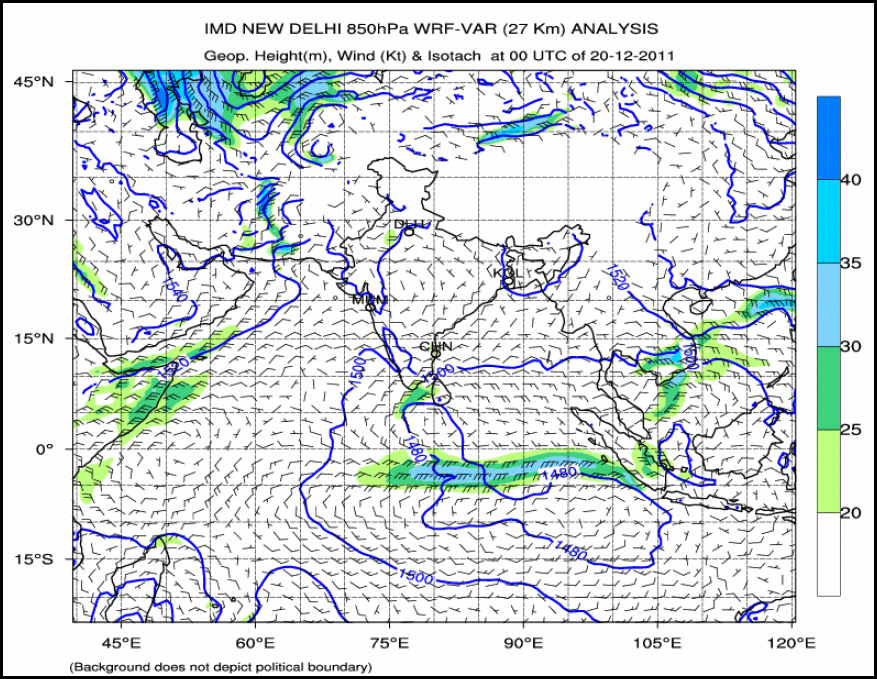 IMD NEW DELHI 850hPa WRF-VAR (27 Km) ANALYSIS
Geop. Height(m), Wind (Kt) & Isotach at 00 UTC of 20-12-2011
45°N
40
DLH
30°N
35
KOL
1520
1540
MUM
15°N
30
CHN
1520
1500
1500
1500
25
1480
0°
1480
20
1480
15°S
1500
45°E 60°E 75°E 90°E 105°E 120°E
(Background does not depict political boundary)